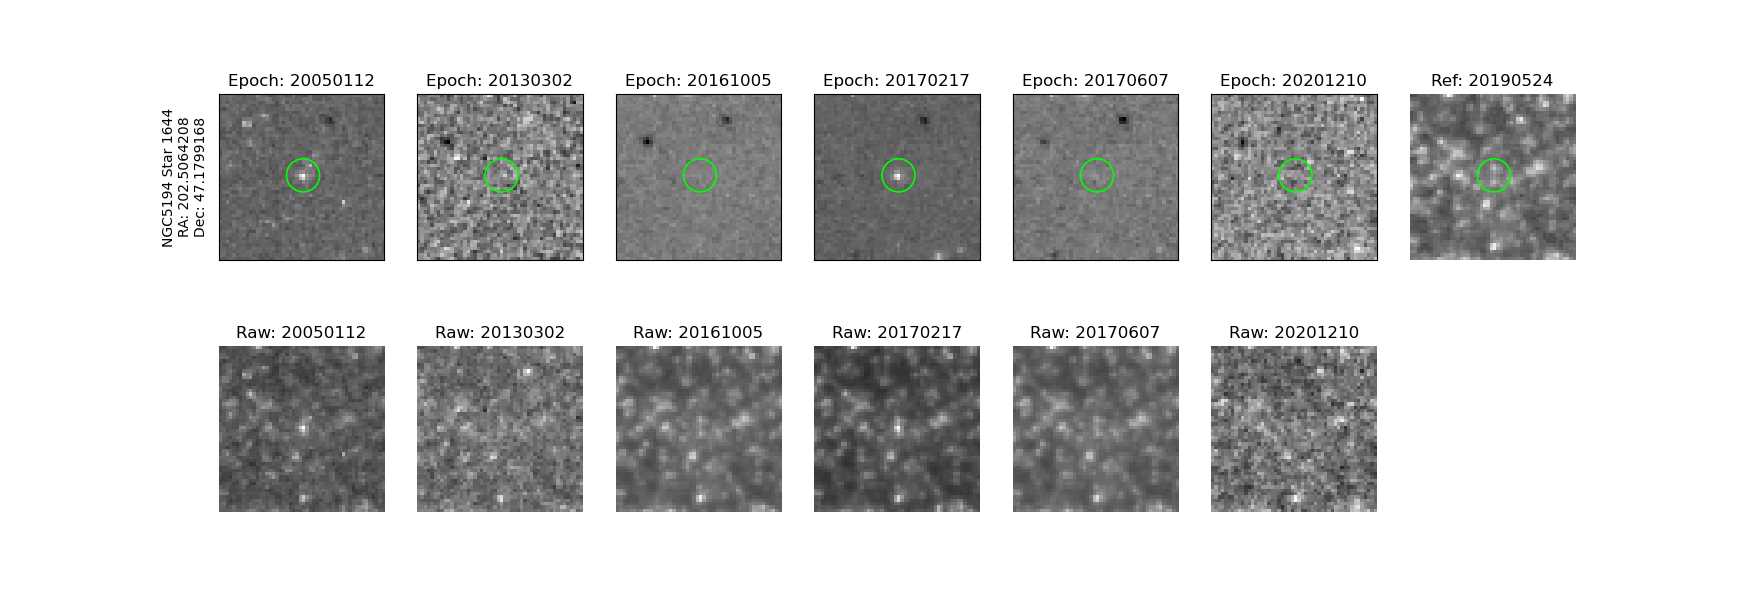 Epoch: 20050112
Epoch: 20130302
Epoch: 20161005
Epoch: 20170217
Epoch: 20170607
Epoch: 20201210
Ref: 20190524
NGC5194 Star 1644
RA: 202.5064208
Dec: 47.1799168
Raw: 20050112
Raw: 20130302
Raw: 20161005
Raw: 20170217
Raw: 20170607
Raw: 20201210